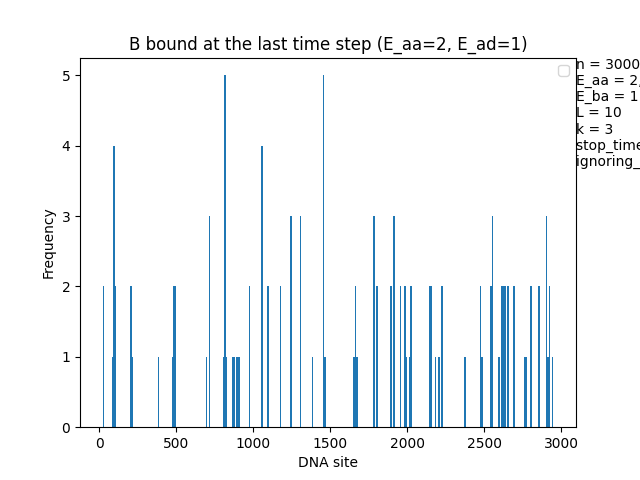 B bound at the last time step (E_aa=2, E_ad=1)
n = 3000
E_aa = 2,
E_ba = 1
L = 10
k = 3
stop_time
ignoring_
Frequency
5
4
3
2
1
0
0 500 1000 1500 2000 2500 3000
DNA site